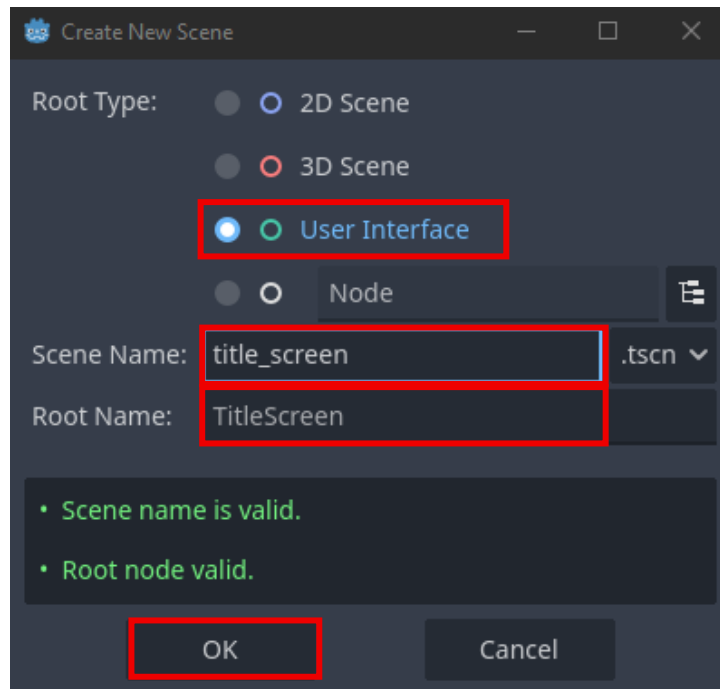 Create New Scene
Root Type:
2D Scene
3D Scene
User Interface
Node
Scene Name: title_screen .tscn
Root Name: TitleScreen
• Scene name is valid.
• Root node valid.
OK Cancel